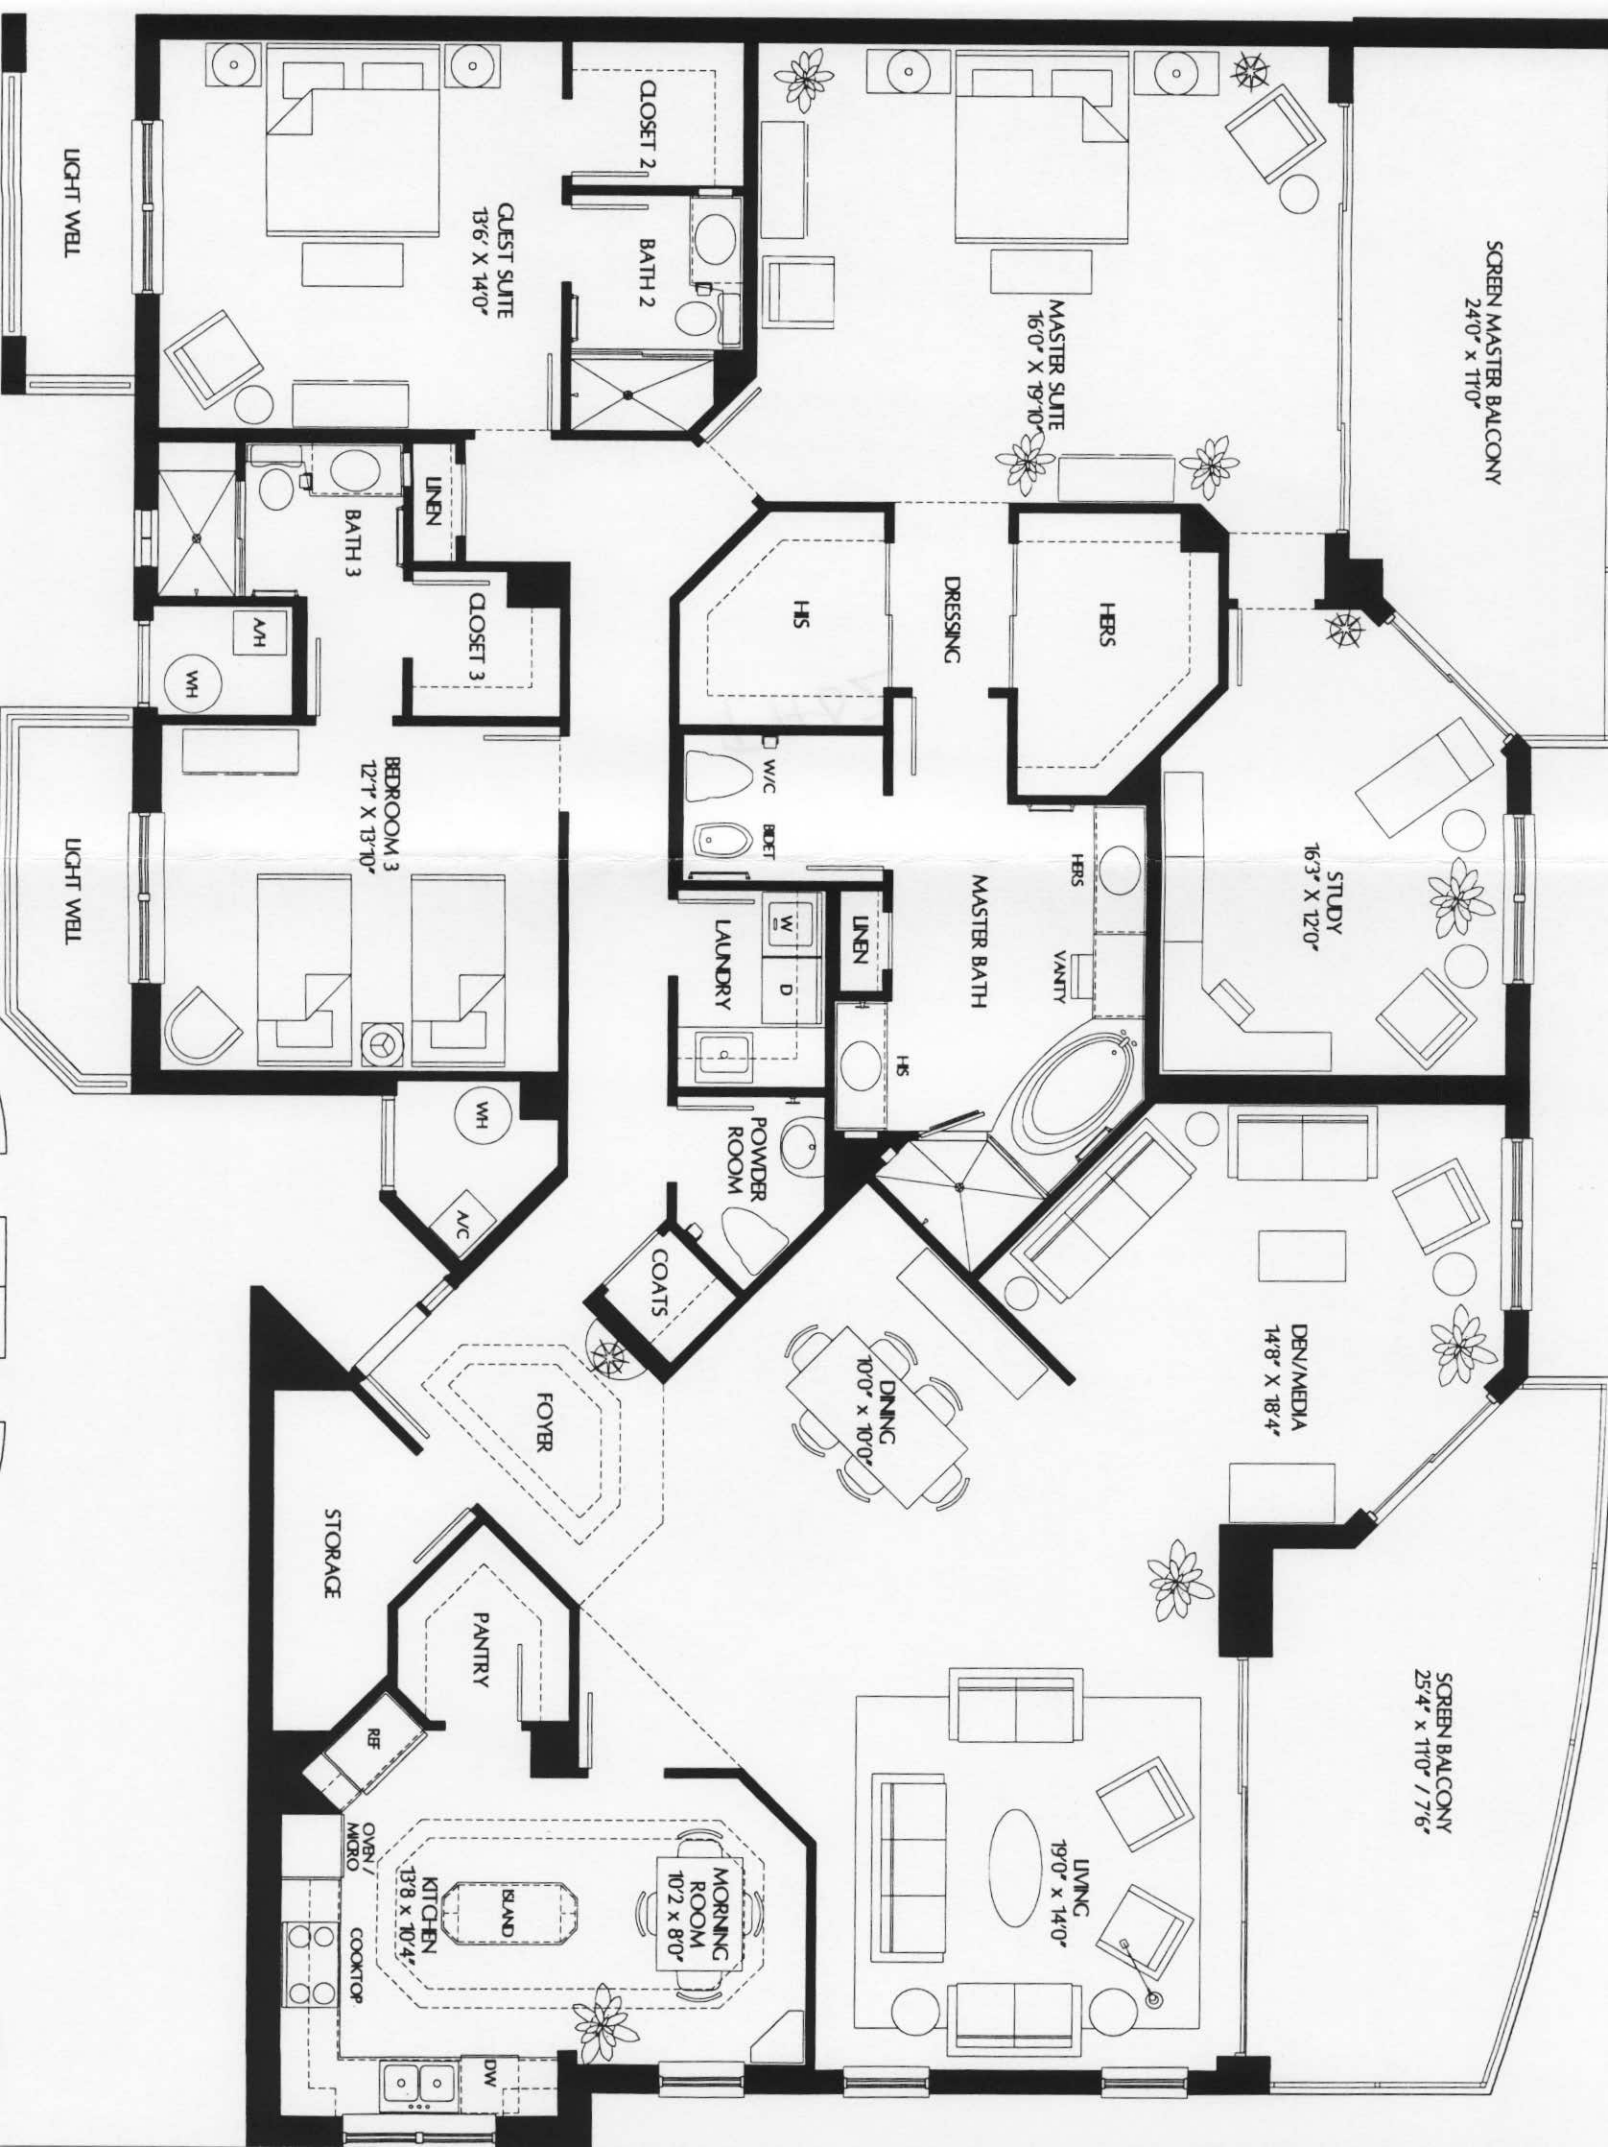 SCREEN MASTER BALCONY
24'0" x 11'0"
SCREEN BALCONY
25'4" x 11'0" / 7'6"
STUDY
16'3" X 12'0"
DEN/MEDIA
14'8" X 18'4"
MASTER SUITE
16'0" X 19'10"
HERS
HERS
VANITY
LIVING
19'0" x 14'0"
DRESSING
MASTER BATH
HIS
DINING
10'0" x 10'0"
HIS
W/C
BIDET
LINEN
W
D
LAUNDRY
POWDER
ROOM
MORNING
ROOM
10'2 x 8'0"
CLOSET 2
BATH 2
COATS
FOYER
GUEST SUITE
13'6' X 14'0"
CLOSET 3
WH
PANTRY
ISLAND
DW
LINEN
A/C
KITCHEN
13'8 x 10'4"
BATH 3
BEDROOM 3
12'1" X 13'10"
REF
OVEN /
MICRO
COOKTOP
STORAGE
A/H
WH
LIGHT WELL
LIGHT WELL